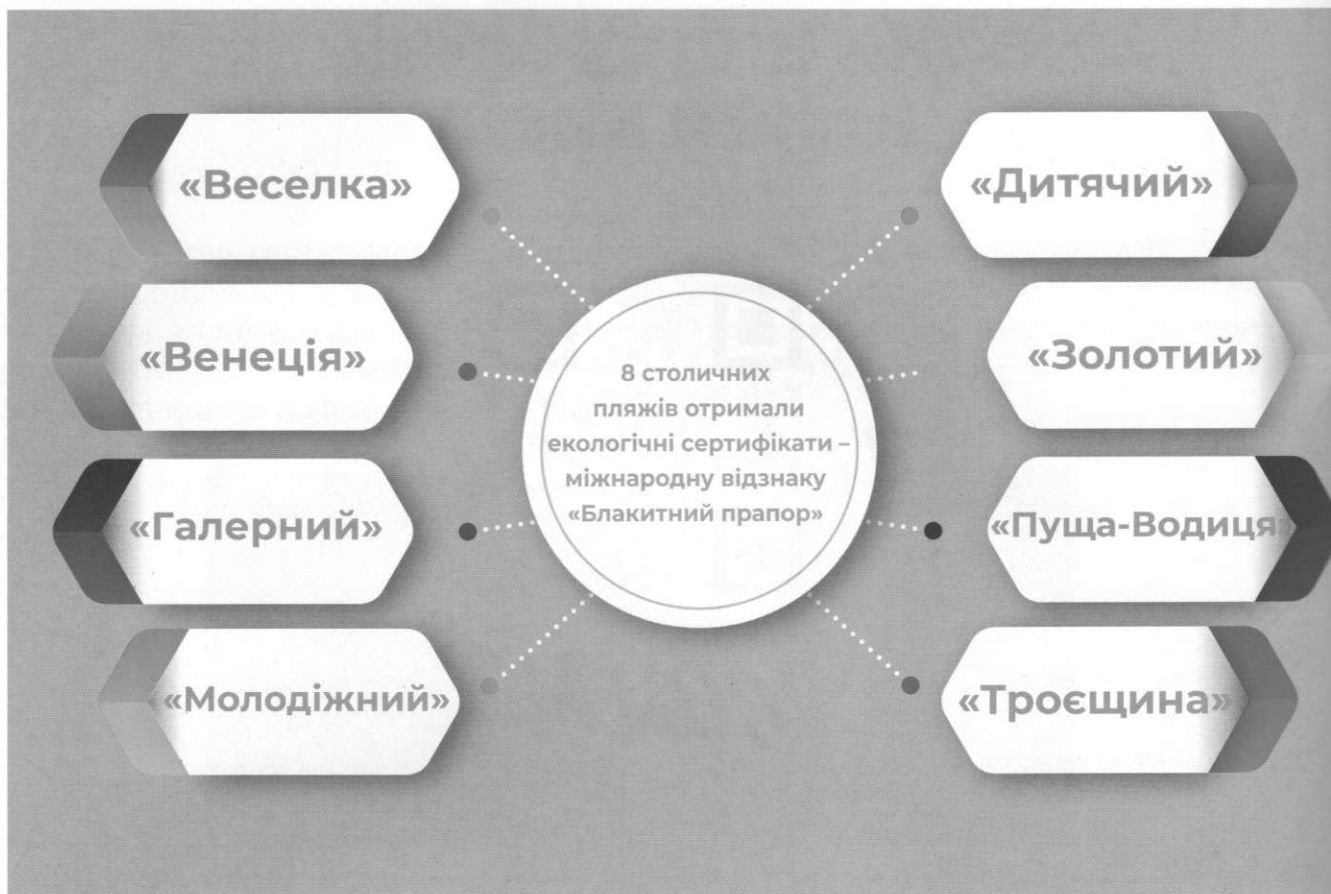 «Веселка»
«Венеція»
«Галерний»
«Молодіжний»
8 столичних
пляжів отримали
екологічні сертифікати –
міжнародну відзнаку
«Блакитний прапор»
«Дитячий»
«Золотий»
«Пуща-Водиця»
«Троєщина»